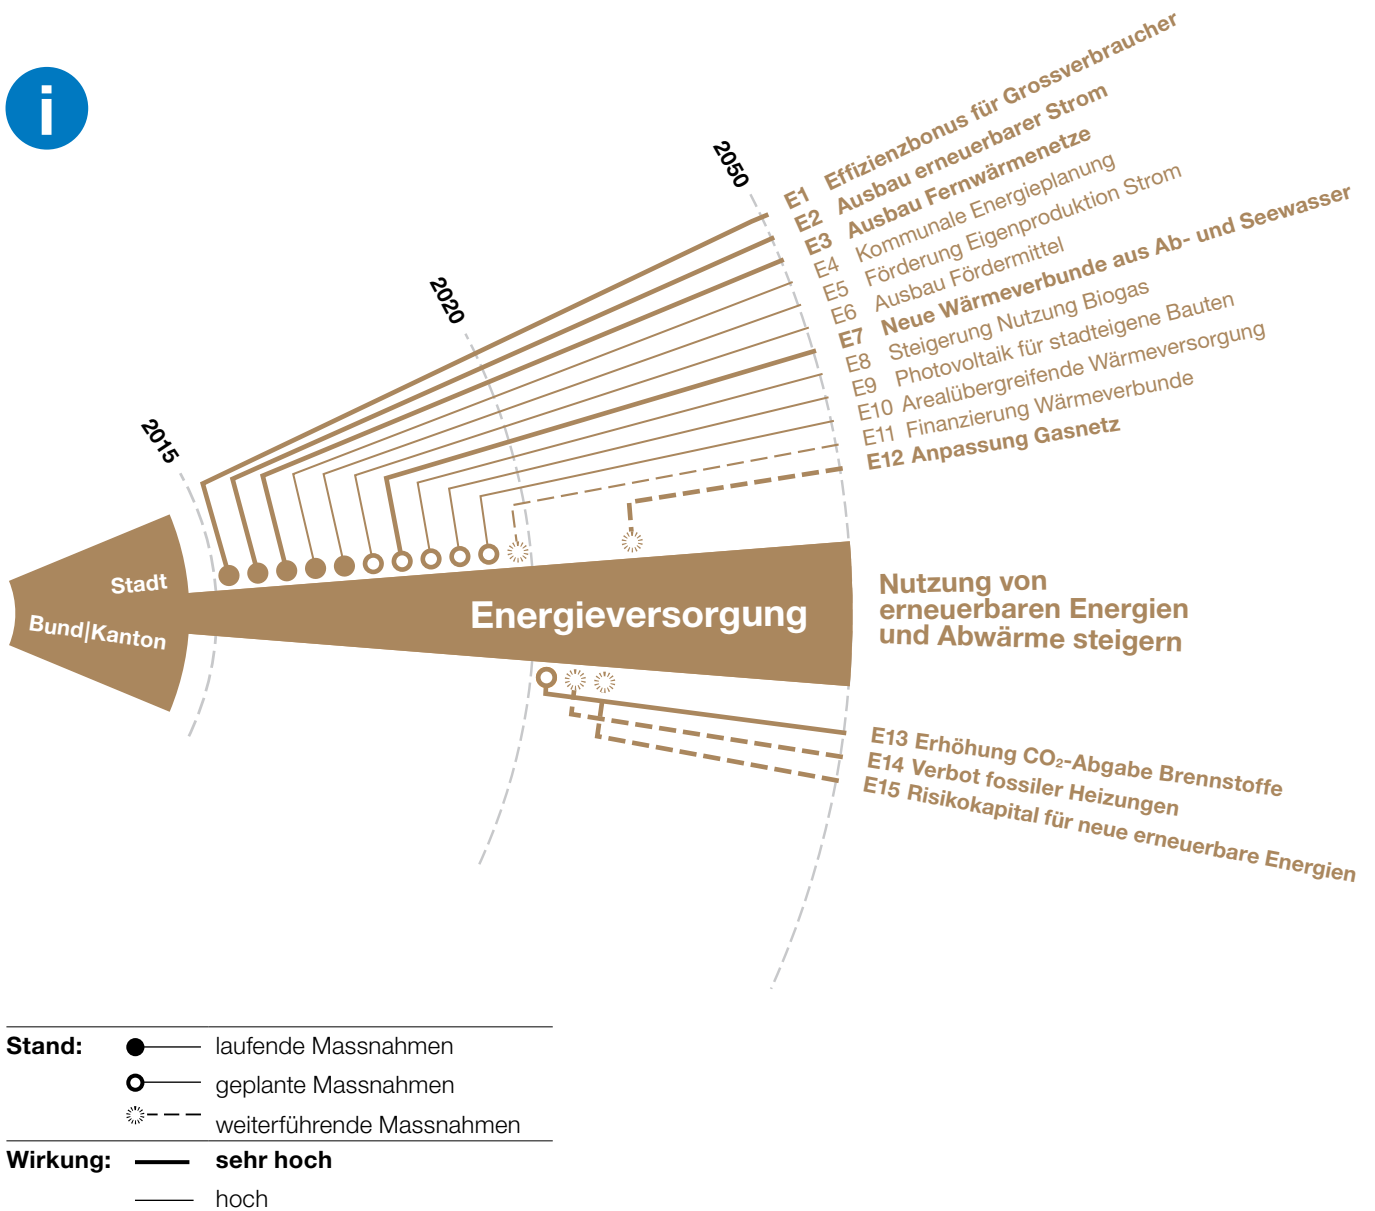 i
2015
2020
2050
E1 Effizienzbonus für Grossverbraucher
E2 Ausbau erneuerbarer Strom
E3 Ausbau Fernwärmenetze
E4 Kommunale Energieplanung
E5 Förderung Eigenproduktion Strom
E6 Ausbau Fördermittel
E7 Neue Wärmeverbunde aus Ab- und Seewasser
E8 Steigerung Nutzung Biogas
E9 Photovoltaik für stadteigene Bauten
E10 Arealübergreifende Wärmeversorgung
E11 Finanzierung Wärmeverbunde
E12 Anpassung Gasnetz
Stadt
Bund|Kanton
Energieversorgung
Nutzung von
erneuerbaren Energien
und Abwärme steigern
E13 Erhöhung CO₂-Abgabe Brennstoffe
E14 Verbot fossiler Heizungen
E15 Risikokapital für neue erneuerbare Energien
Stand: laufende Massnahmen
geplante Massnahmen
weiterführende Massnahmen
Wirkung: sehr hoch
hoch